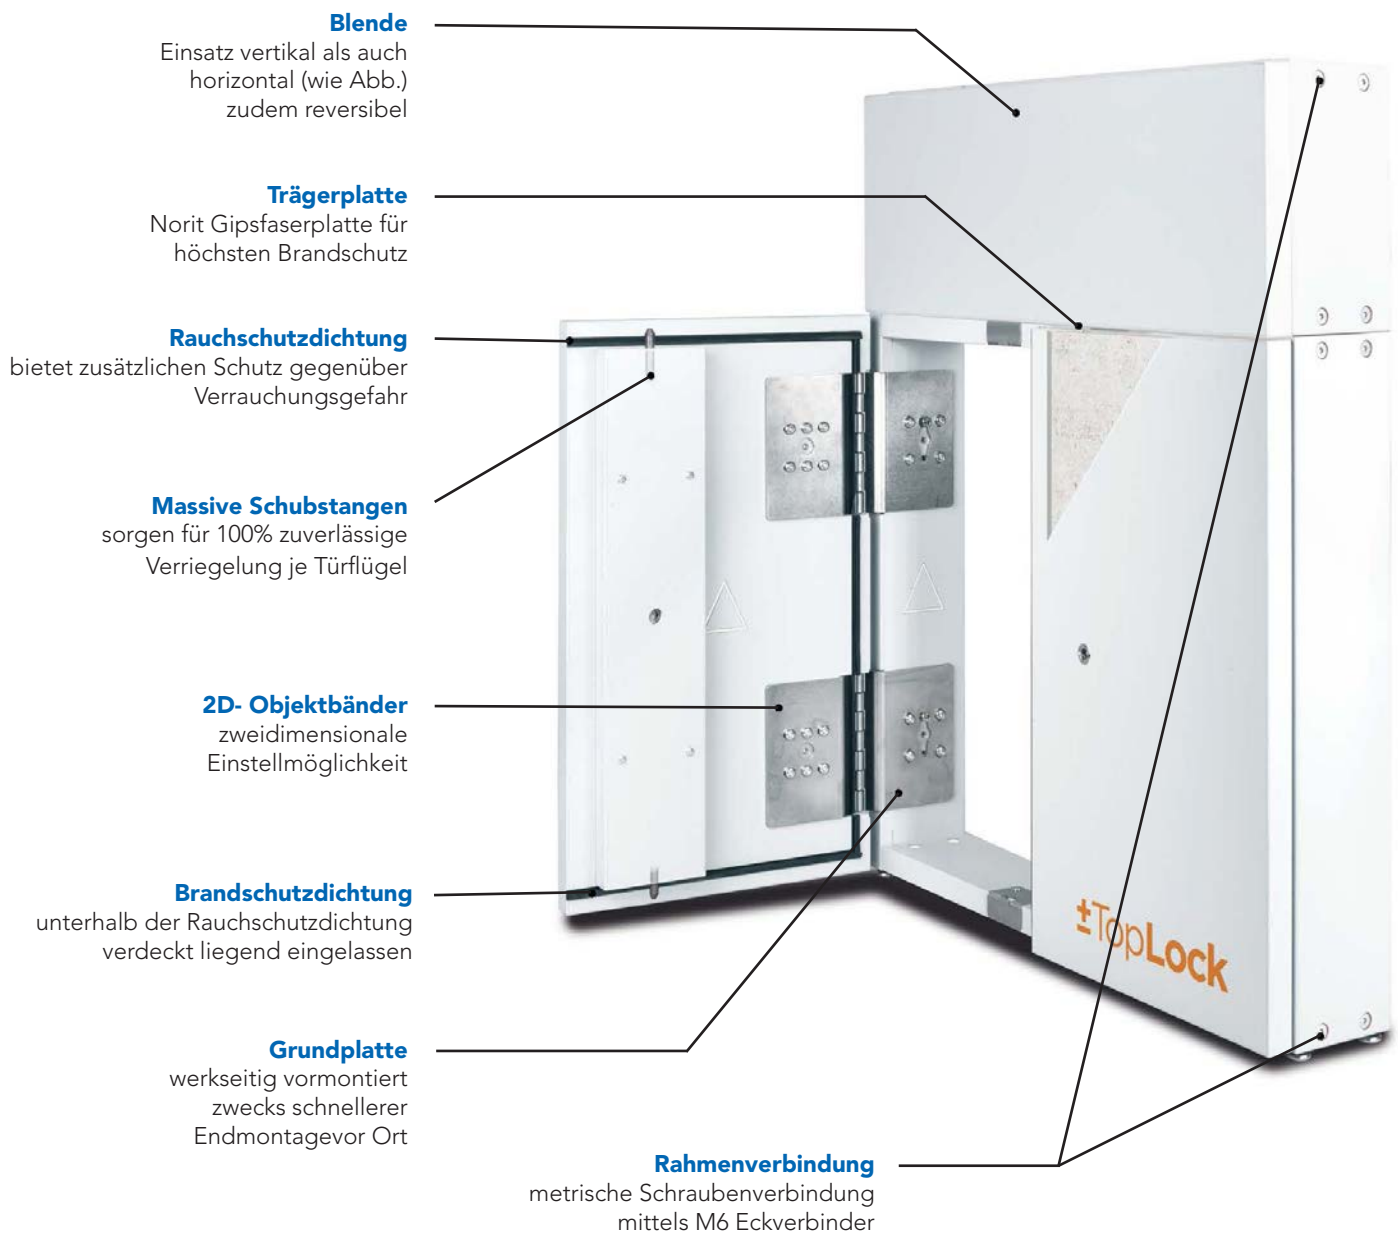 Blende
Einsatz vertikal als auch
horizontal (wie Abb.)
zudem reversibel
Trägerplatte
Norit Gipsfaserplatte für
höchsten Brandschutz
Rauchschutzdichtung
bietet zusätzlichen Schutz gegenüber
Verrauchungsgefahr
Massive Schubstangen
sorgen für 100% zuverlässige
Verriegelung je Türflügel
2D- Objektbänder
zweidimensionale
Einstellmöglichkeit
Brandschutzdichtung
unterhalb der Rauchschutzdichtung
verdeckt liegend eingelassen
Grundplatte
werkseitig vormontiert
zwecks schnellerer
Endmontagevor Ort
Rahmenverbindung
metrische Schraubenverbindung
mittels M6 Eckverbinder
±TopLock